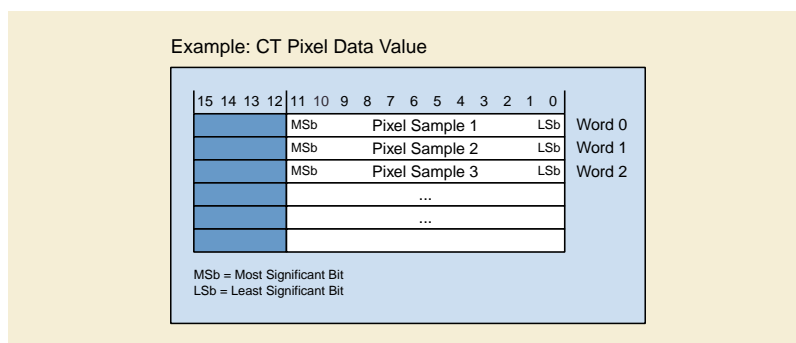 Example: CT Pixel Data Value
15 14 13 12 11 10 9 8 7 6 5 4 3 2 1 0
MSb Pixel Sample 1 LSb Word 0
MSb Pixel Sample 2 LSb Word 1
MSb Pixel Sample 3 LSb Word 2
...
...
MSb = Most Significant Bit
LSb = Least Significant Bit